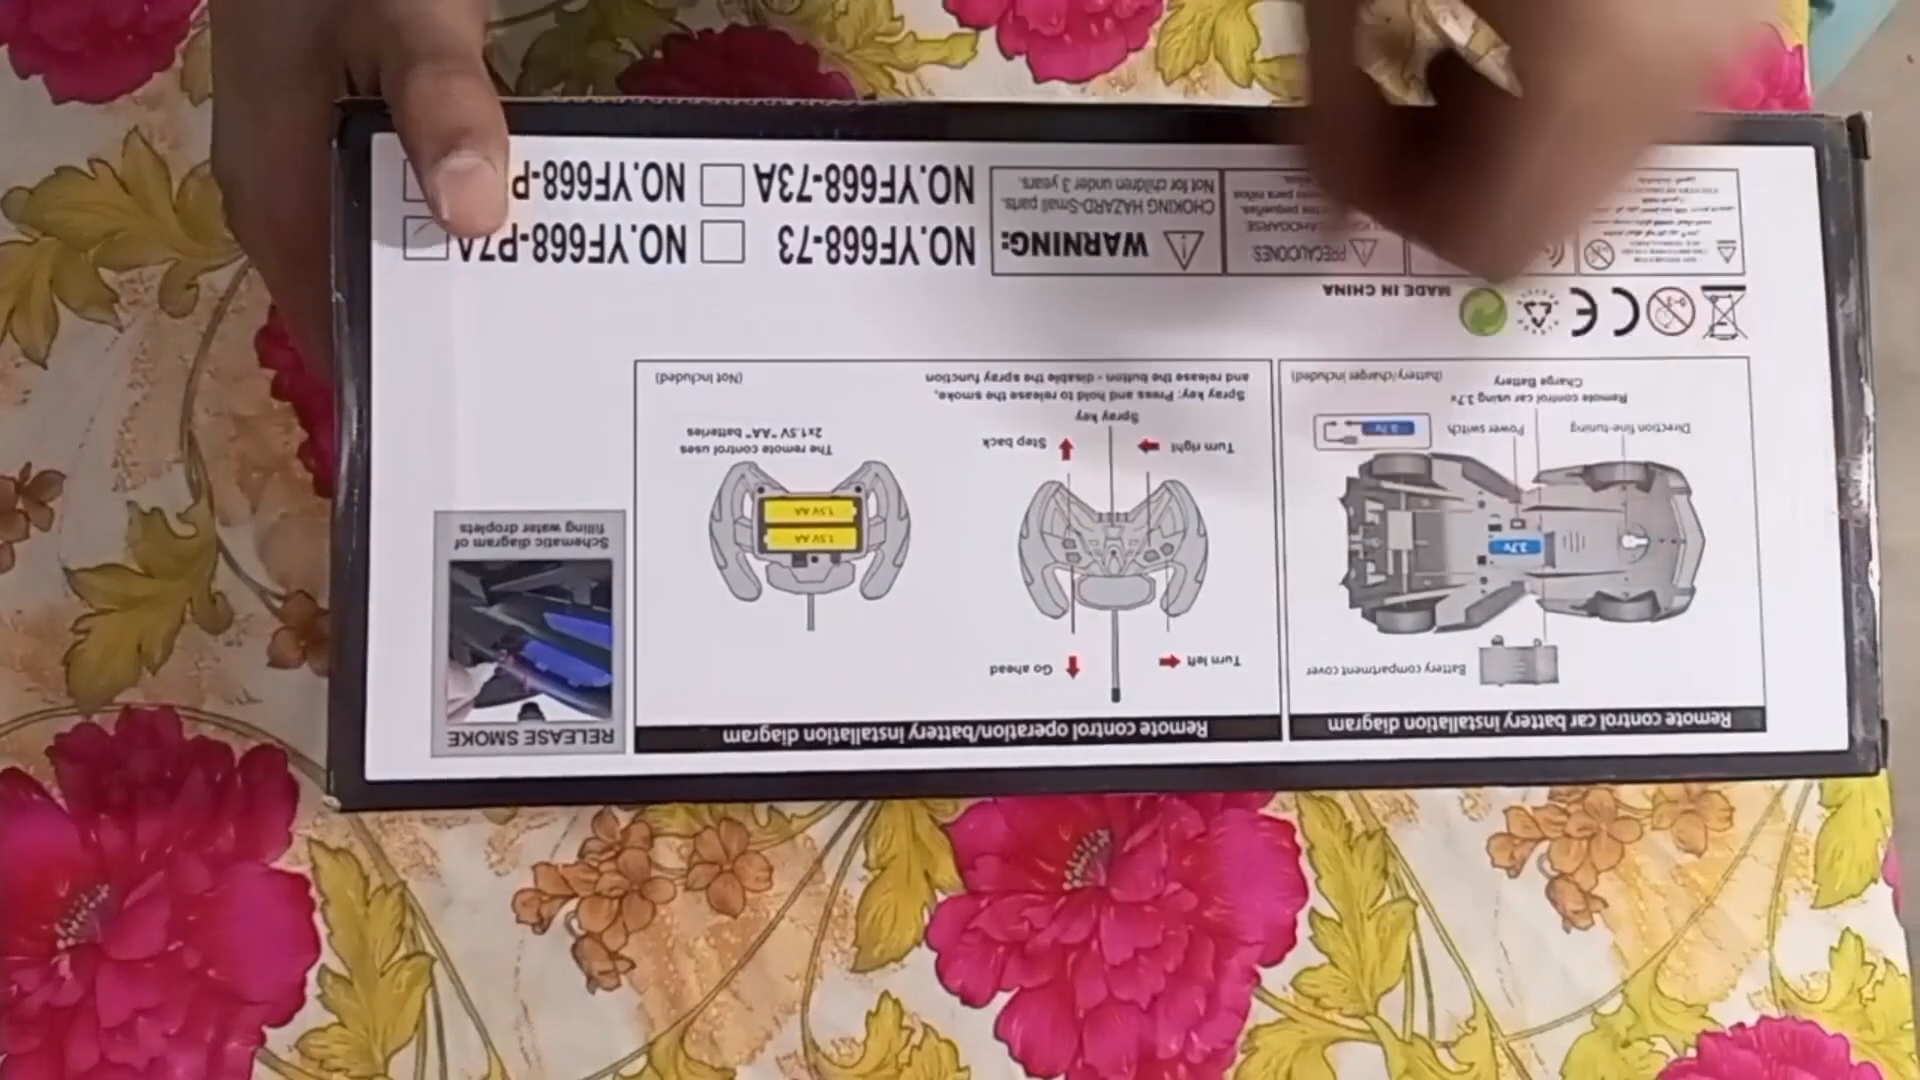 Remote control car battery installation diagram
Battery compartment cover
3.7v
Direction fine-tuning
Power switch
3.7v
Remote control car using 3.7v
Charge Battery
(battery/charger included)
Remote control operation/battery installation diagram
Turn left
Go ahead
Turn right
Step back
Spray key
Spray key: Press and hold to release the smoke,
and release the button - disable the spray function
1.5V AA
1.5V AA
The remote control uses
2x1.5V "AA" batteries
(Not Included)
RELEASE SMOKE
Schematic diagram of
filling water droplets
CE
MADE IN CHINA
PRECAUCIONES:
WARNING:
CHOKING HAZARD-Small parts.
Not for children under 3 years.
NO.YF668-73
NO.YF668-P7A
NO.YF668-73A
NO.YF668-P